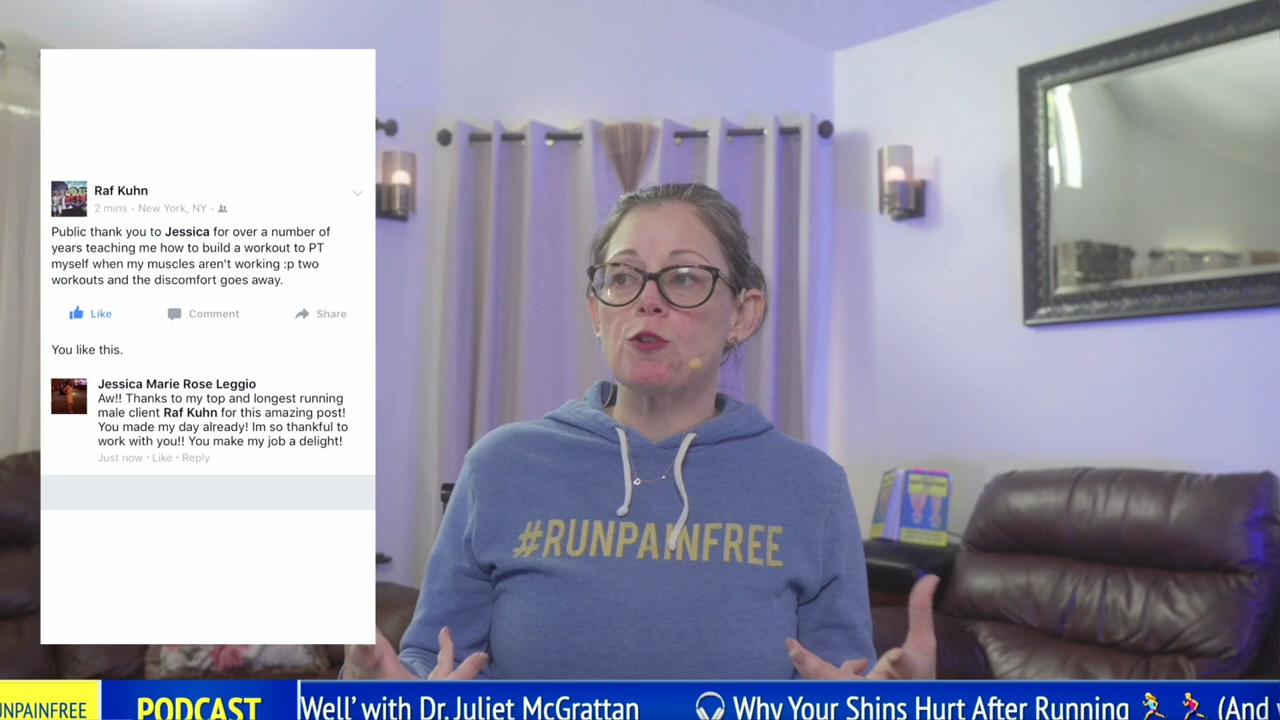 Raf Kuhn
2 mins • New York, NY •
Public thank you to Jessica for over a number of
years teaching me how to build a workout to PT
myself when my muscles aren't working :p two
workouts and the discomfort goes away.
Like Comment Share
You like this.
Jessica Marie Rose Leggio
Aw!! Thanks to my top and longest running
male client Raf Kuhn for this amazing post!
You made my day already! Im so thankful to
work with you!! You make my job a delight!
Just now • Like • Reply
#RUNPAINFREE
UNPAINFREE PODCAST Well’ with Dr. Juliet McGrattan 🎧 Why Your Shins Hurt After Running 🏃‍♂️ 🏃‍♀️ (And